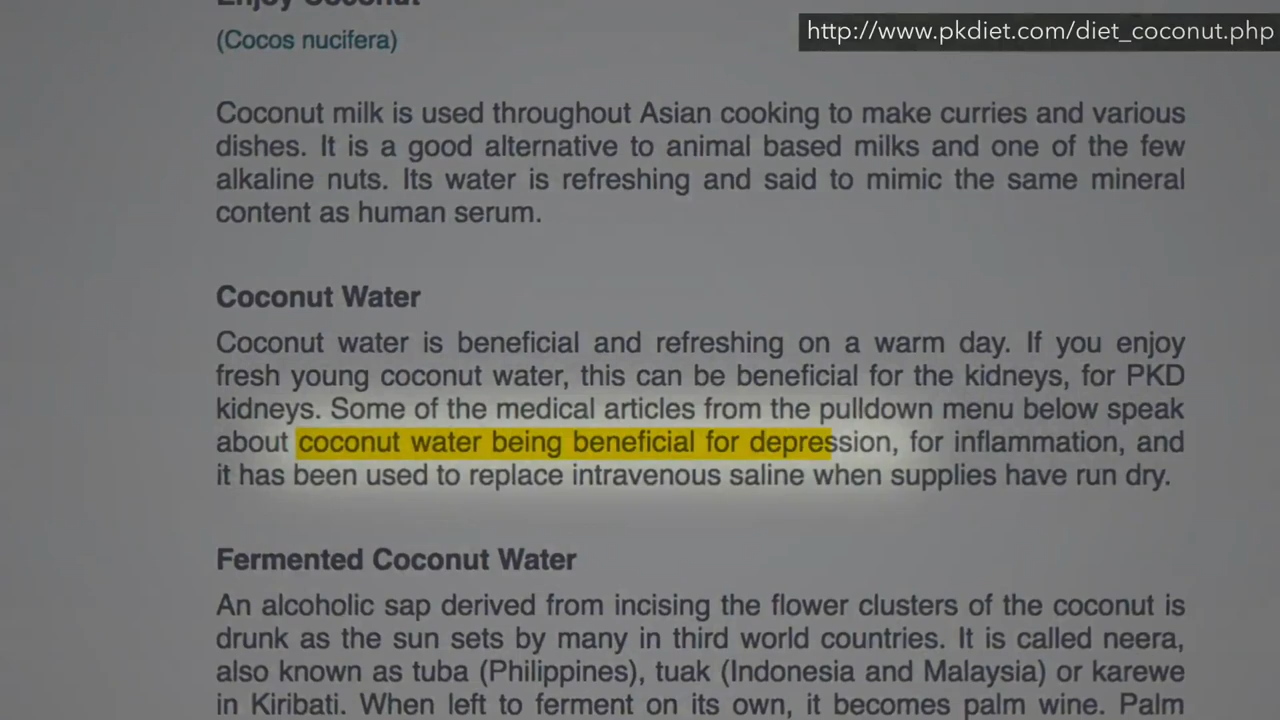 Enjoy Coconut
http://www.pkdiet.com/diet_coconut.php
(Cocos nucifera)
Coconut milk is used throughout Asian cooking to make curries and various
dishes. It is a good alternative to animal based milks and one of the few
alkaline nuts. Its water is refreshing and said to mimic the same mineral
content as human serum.
Coconut Water
Coconut water is beneficial and refreshing on a warm day. If you enjoy
fresh young coconut water, this can be beneficial for the kidneys, for PKD
kidneys. Some of the medical articles from the pulldown menu below speak
about coconut water being beneficial for depression, for inflammation, and
it has been used to replace intravenous saline when supplies have run dry.
Fermented Coconut Water
An alcoholic sap derived from incising the flower clusters of the coconut is
drunk as the sun sets by many in third world countries. It is called neera,
also known as tuba (Philippines), tuak (Indonesia and Malaysia) or karewe
in Kiribati. When left to ferment on its own, it becomes palm wine. Palm